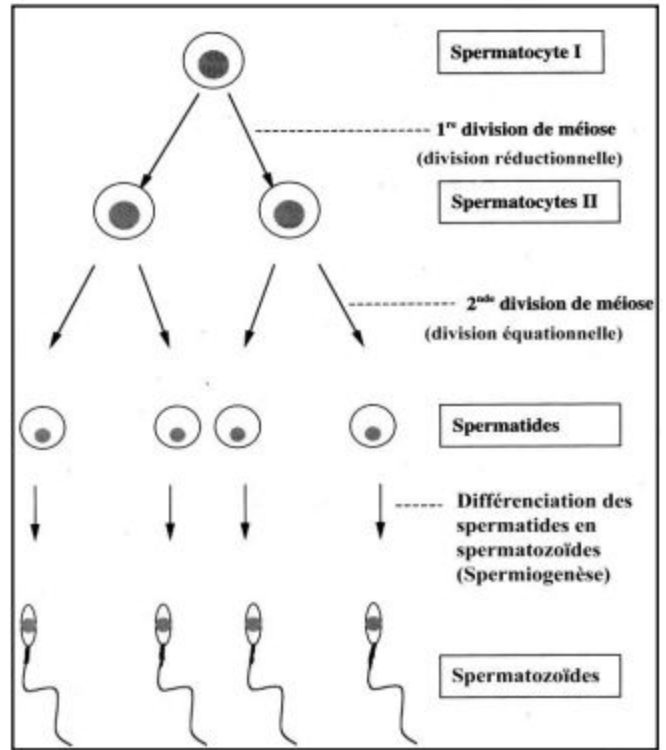 Spermatocyte I
1re division de méiose
(division réductionnelle)
Spermatocytes II
2nde division de méiose
(division équationnelle)
Spermatides
Différenciation des
spermatides en
spermatozoïdes
(Spermiogenèse)
Spermatozoïdes